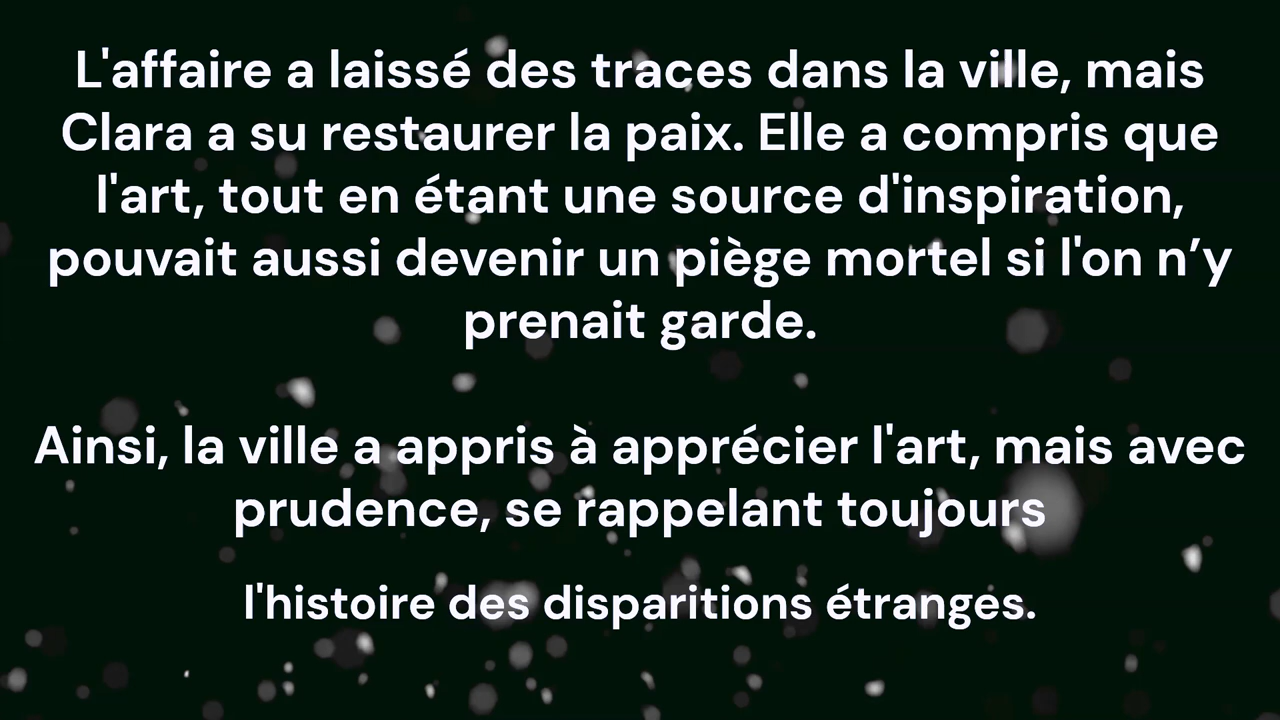 L'affaire a laissé des traces dans la ville, mais
Clara a su restaurer la paix. Elle a compris que
l'art, tout en étant une source d'inspiration,
pouvait aussi devenir un piège mortel si l'on n’y
prenait garde.
Ainsi, la ville a appris à apprécier l'art, mais avec
prudence, se rappelant toujours
l'histoire des disparitions étranges.